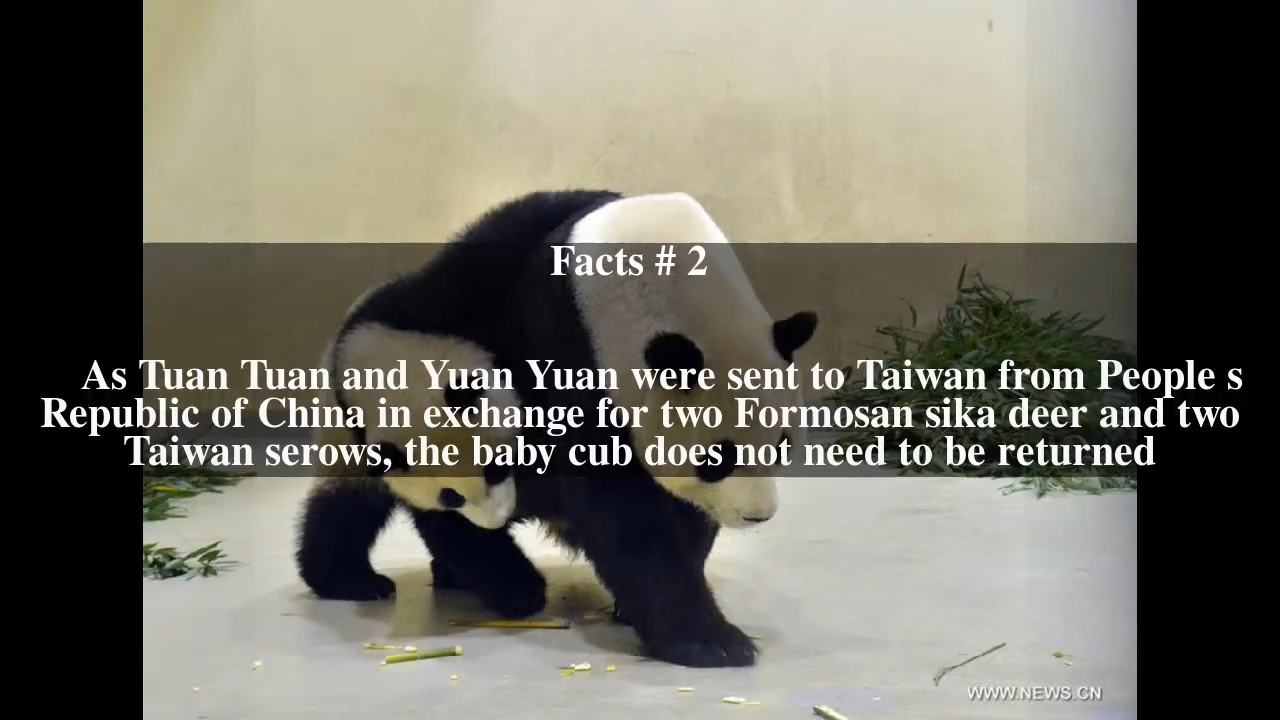 Facts # 2
As Tuan Tuan and Yuan Yuan were sent to Taiwan from People s
Republic of China in exchange for two Formosan sika deer and two
Taiwan serows, the baby cub does not need to be returned
WWW.NEWS.CN